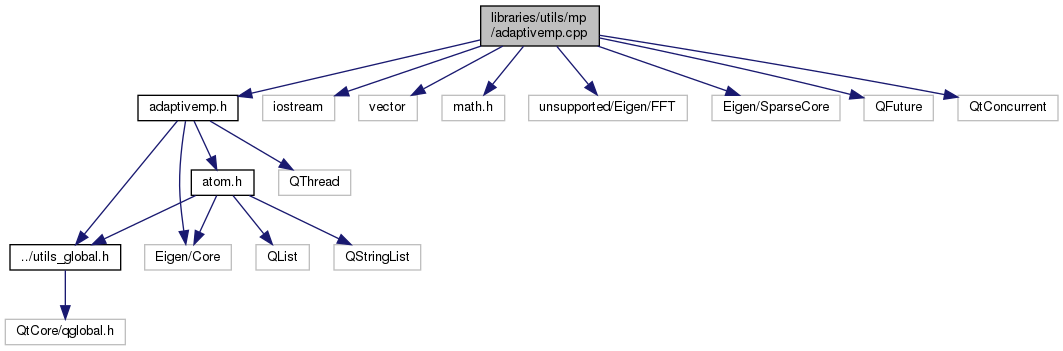 libraries/utils/mp
/adaptivemp.cpp
adaptivemp.h
iostream
vector
math.h
unsupported/Eigen/FFT
Eigen/SparseCore
QFuture
QtConcurrent
atom.h
QThread
../utils_global.h
Eigen/Core
QList
QStringList
QtCore/qglobal.h